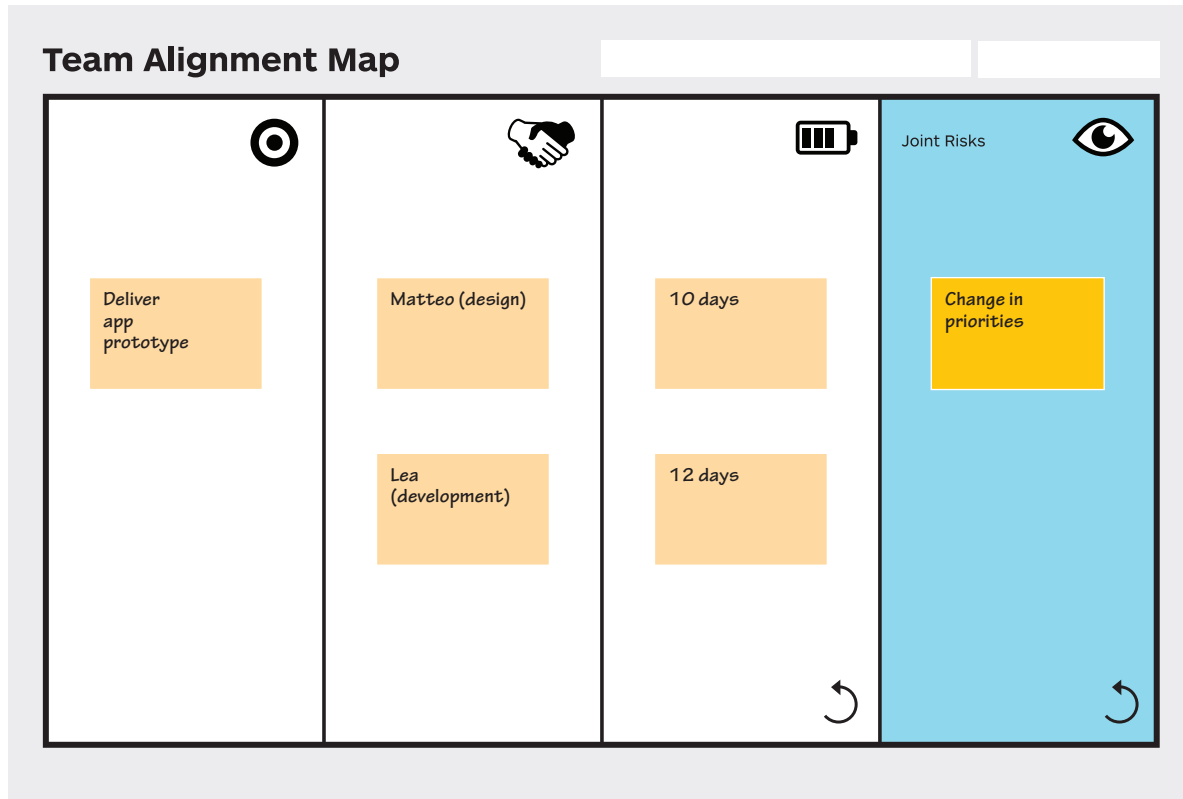 Team Alignment Map
Joint Risks
Deliver
app
prototype
Matteo (design)
10 days
Change in
priorities
Lea
(development)
12 days